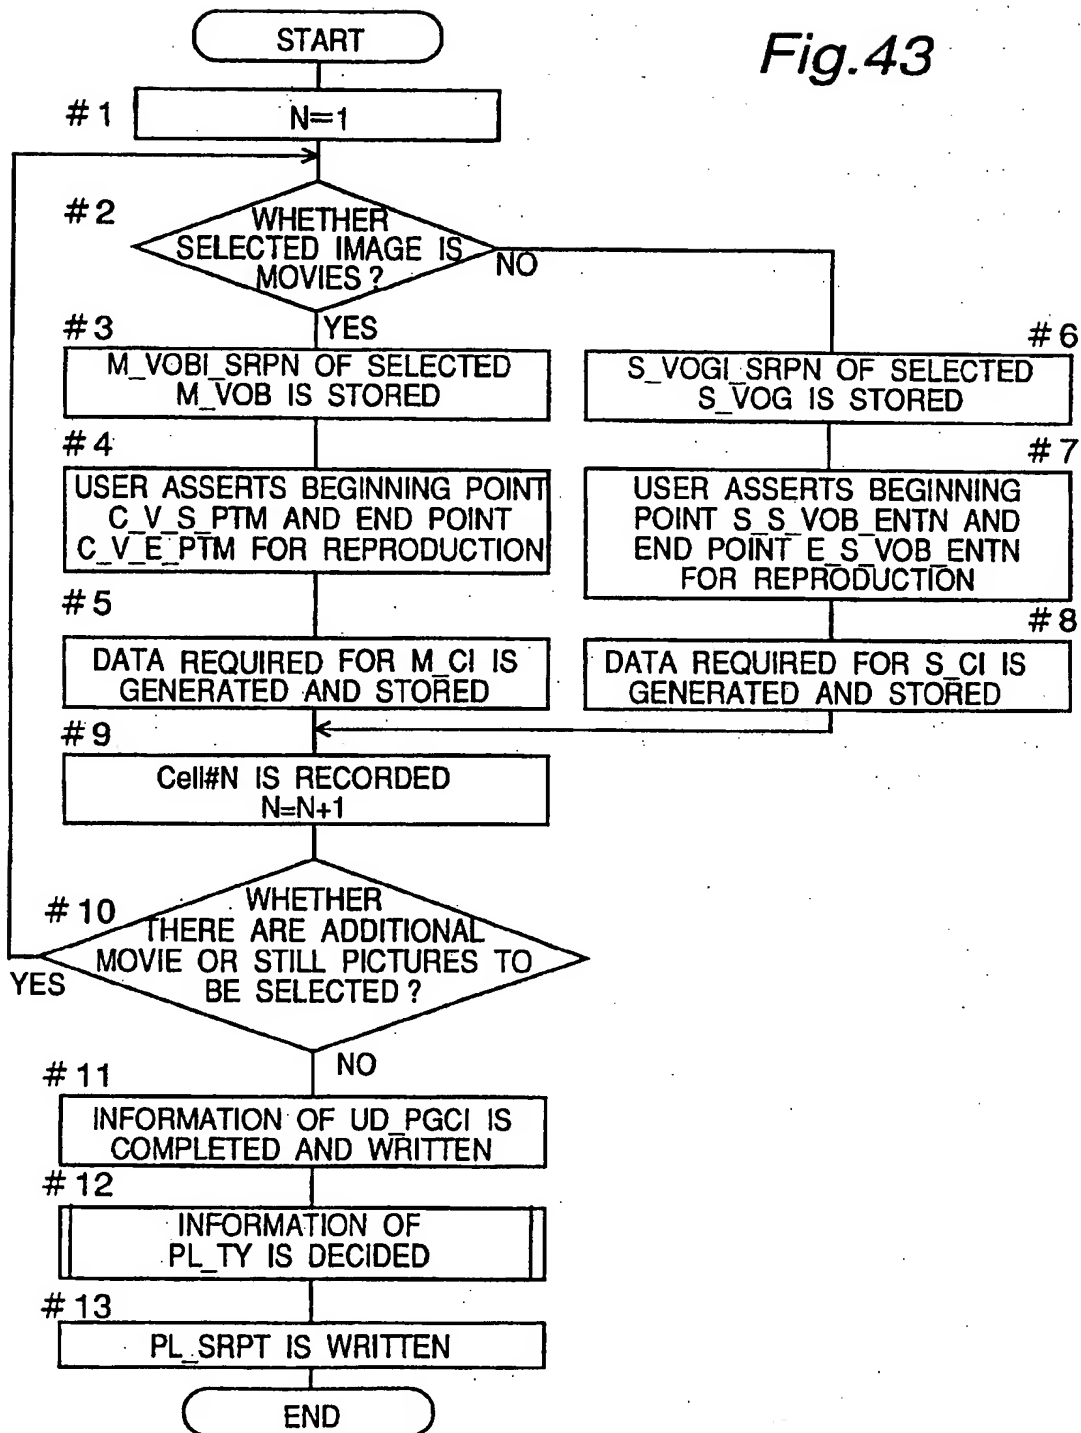 START
Fig.43
#1
N=1
#2
WHETHER
SELECTED IMAGE IS
MOVIES?
NO
YES
#3
M_VOBI_SRPN OF SELECTED
M_VOB IS STORED
#6
S_VOGI_SRPN OF SELECTED
S_VOG IS STORED
#4
USER ASSERTS BEGINNING POINT
C_V_S_PTM AND END POINT
C_V_E_PTM FOR REPRODUCTION
#7
USER ASSERTS BEGINNING
POINT S_S_VOB_ENTN AND
END POINT E_S_VOB_ENTN
FOR REPRODUCTION
#5
DATA REQUIRED FOR M_CI IS
GENERATED AND STORED
#8
DATA REQUIRED FOR S_CI IS
GENERATED AND STORED
#9
Cell#N IS RECORDED
N=N+1
#10
WHETHER
THERE ARE ADDITIONAL
MOVIE OR STILL PICTURES TO
BE SELECTED?
YES
NO
#11
INFORMATION OF UD_PGCI IS
COMPLETED AND WRITTEN
#12
INFORMATION OF
PL_TY IS DECIDED
#13
PL_SRPT IS WRITTEN
END